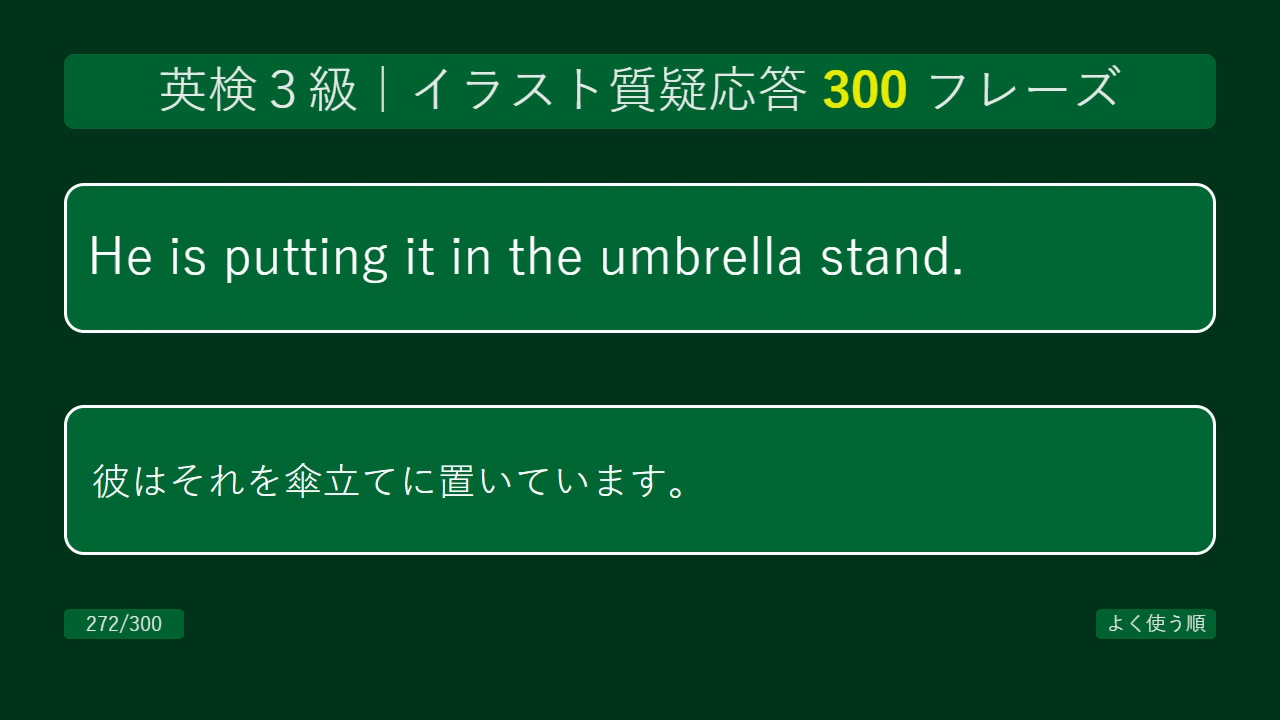 英検３級｜イラスト質疑応答 300 フレーズ
He is putting it in the umbrella stand.
彼はそれを傘立てに置いています。
272/300
よく使う順